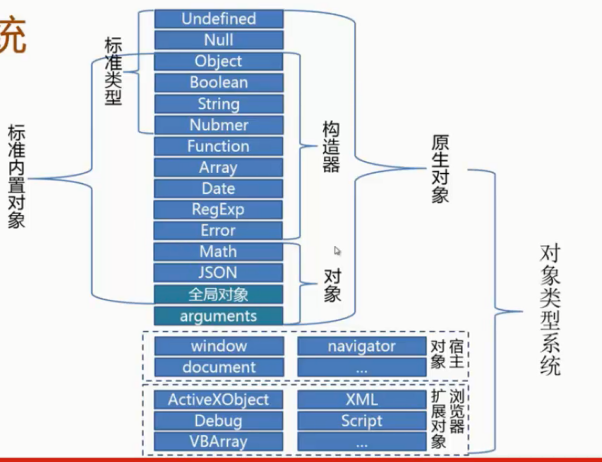 统
标准类型
标准内置对象
Undefined
Null
Object
Boolean
String
Nubmer
Function
Array
Date
RegExp
Error
Math
JSON
全局对象
arguments
构造器
对象
原生对象
对象类型系统
window
navigator
document
...
宿主对象
ActiveXObject
XML
Debug
Script
VBArray
...
浏览器扩展对象